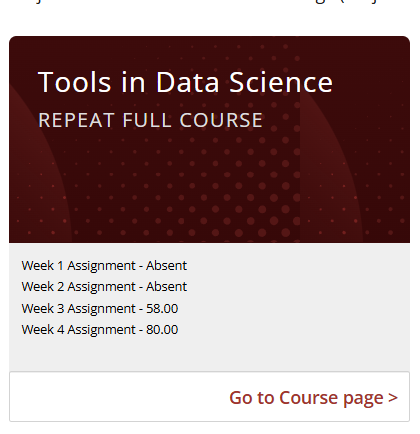 Tools in Data Science
REPEAT FULL COURSE
Week 1 Assignment - Absent
Week 2 Assignment - Absent
Week 3 Assignment - 58.00
Week 4 Assignment - 80.00
Go to Course page >